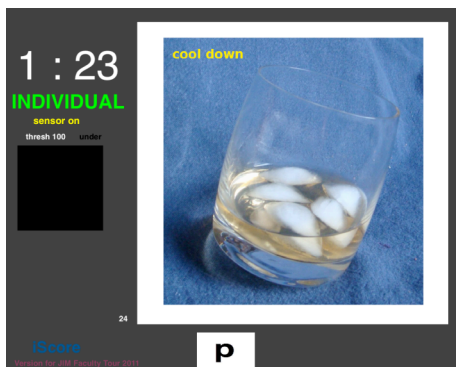 1 : 23
INDIVIDUAL
sensor on
thresh 100 under
cool down
24
iScore
Version for JIM Faculty Tour 2011
p